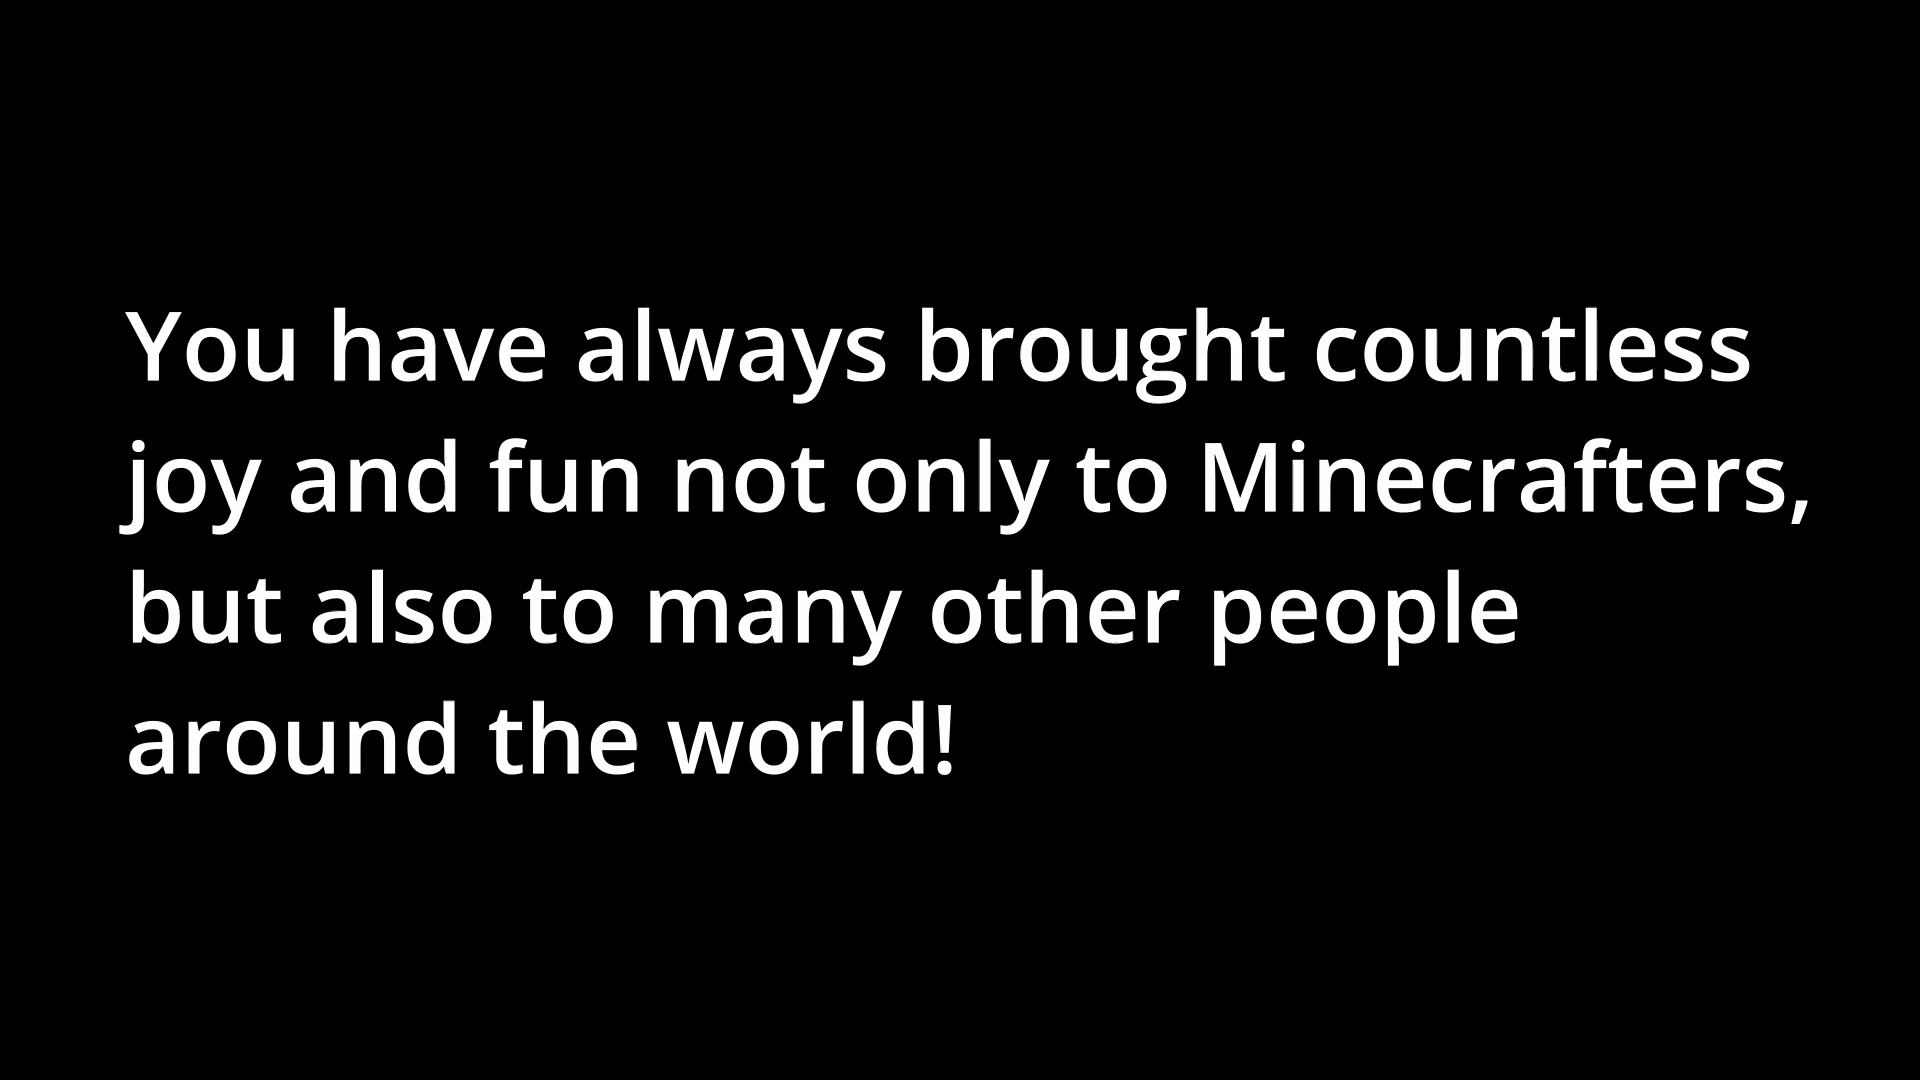 You have always brought countless
joy and fun not only to Minecrafters,
but also to many other people
around the world!